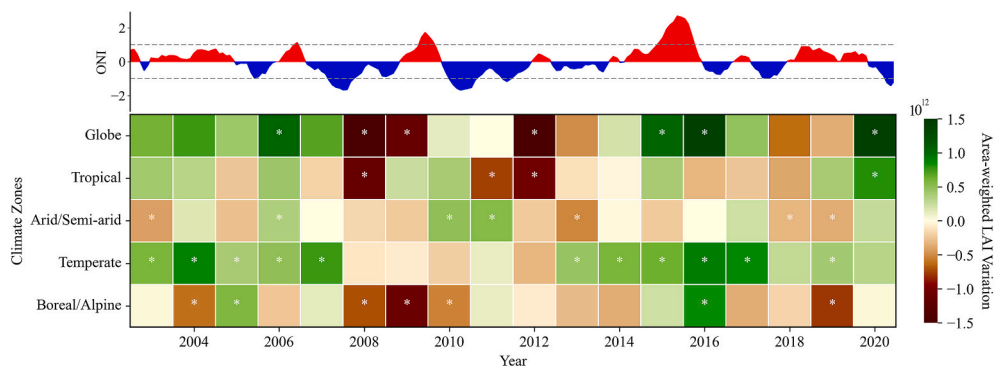 2
0
−2
ONI
10^12
1.5
1.0
0.5
0.0
−0.5
−1.0
−1.5
Area-weighted LAI Variation
Climate Zones
Globe * * * * * * *
Tropical * * * *
Arid/Semi-arid * * * * * * *
Temperate * * * * * * * * * * *
Boreal/Alpine * * * * * * *
2004 2006 2008 2010 2012 2014 2016 2018 2020
Year